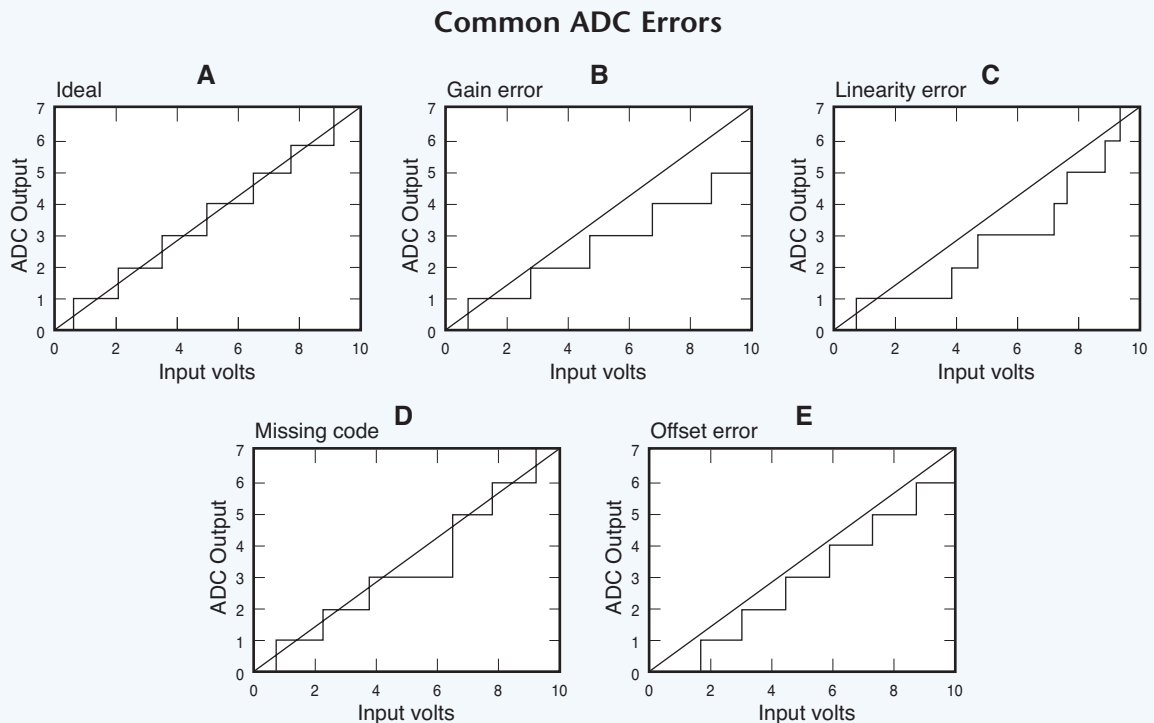 Common ADC Errors
A
Ideal
7
6
5
4
3
2
1
0
ADC Output
0 2 4 6 8 10
Input volts
B
Gain error
7
6
5
4
3
2
1
0
ADC Output
0 2 4 6 8 10
Input volts
C
Linearity error
7
6
5
4
3
2
1
0
ADC Output
0 2 4 6 8 10
Input volts
D
Missing code
7
6
5
4
3
2
1
0
ADC Output
0 2 4 6 8 10
Input volts
E
Offset error
7
6
5
4
3
2
1
0
ADC Output
0 2 4 6 8 10
Input volts